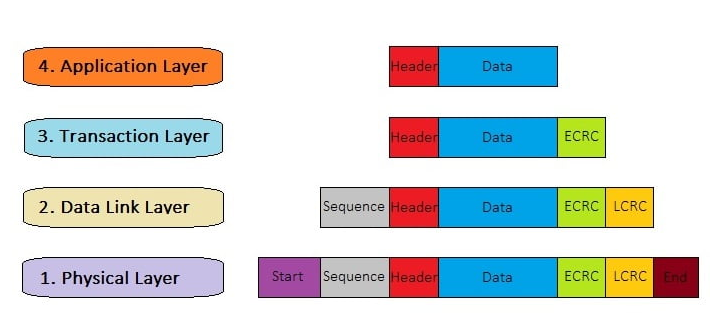 4. Application Layer Header Data
3. Transaction Layer Header Data ECRC
2. Data Link Layer Sequence Header Data ECRC LCRC
1. Physical Layer Start Sequence Header Data ECRC LCRC End